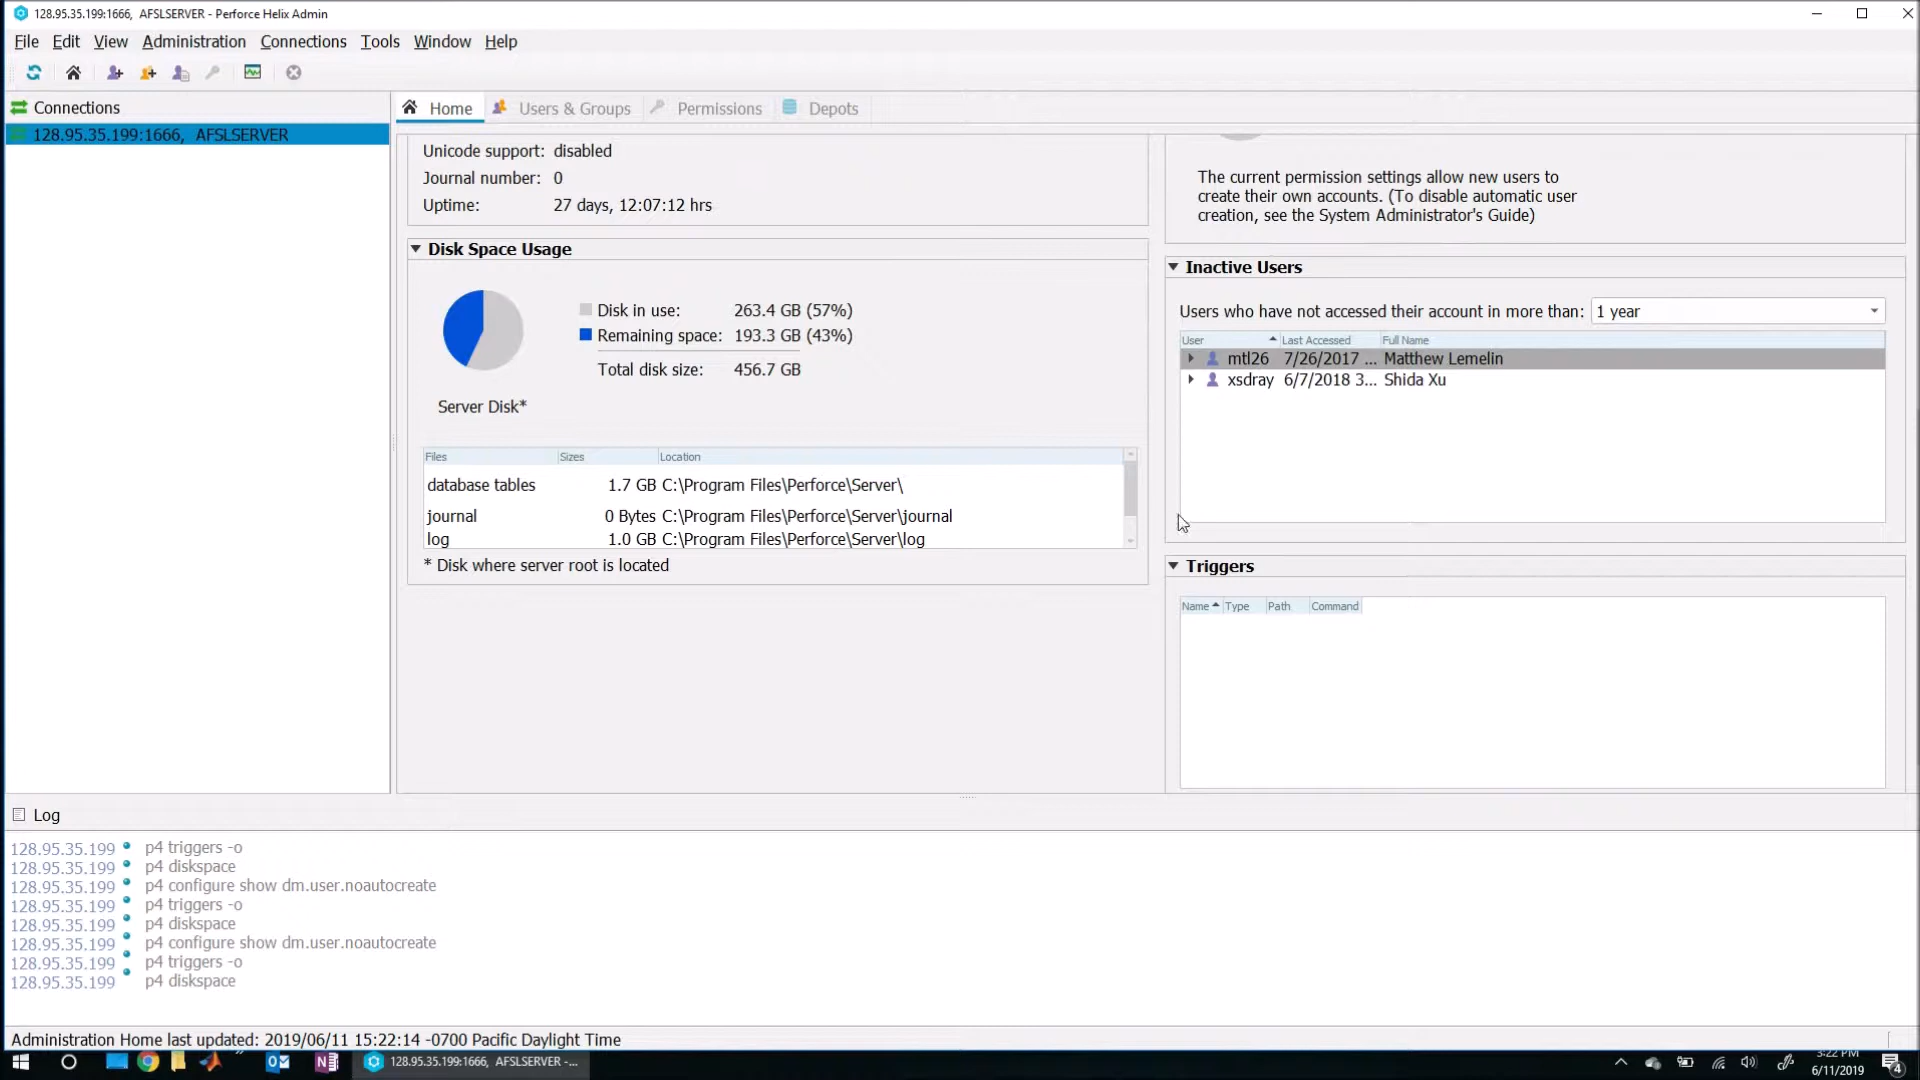 128.95.35.199:1666,  AFSLSERVER - Perforce Helix Admin
File Edit View Administration Connections Tools Window Help
Connections
128.95.35.199:1666,  AFSLSERVER
Home Users & Groups Permissions Depots
Unicode support: disabled
Journal number: 0
Uptime: 27 days, 12:07:12 hrs
Disk Space Usage
Disk in use: 263.4 GB (57%)
Remaining space: 193.3 GB (43%)
Total disk size: 456.7 GB
Server Disk*
Files Sizes Location
database tables 1.7 GB C:\Program Files\Perforce\Server\
journal 0 Bytes C:\Program Files\Perforce\Server\journal
log 1.0 GB C:\Program Files\Perforce\Server\log
* Disk where server root is located
The current permission settings allow new users to
create their own accounts. (To disable automatic user
creation, see the System Administrator's Guide)
Inactive Users
Users who have not accessed their account in more than: 1 year
User Last Accessed Full Name
mtl26 7/26/2017 ... Matthew Lemelin
xsdray 6/7/2018 3... Shida Xu
Triggers
Name Type Path Command
Log
128.95.35.199 p4 triggers -o
128.95.35.199 p4 diskspace
128.95.35.199 p4 configure show dm.user.noautocreate
128.95.35.199 p4 triggers -o
128.95.35.199 p4 diskspace
128.95.35.199 p4 configure show dm.user.noautocreate
128.95.35.199 p4 triggers -o
128.95.35.199 p4 diskspace
Administration Home last updated: 2019/06/11 15:22:14 -0700 Pacific Daylight Time
128.95.35.199:1666,  AFSLSERVER -...
3:22 PM
6/11/2019
4